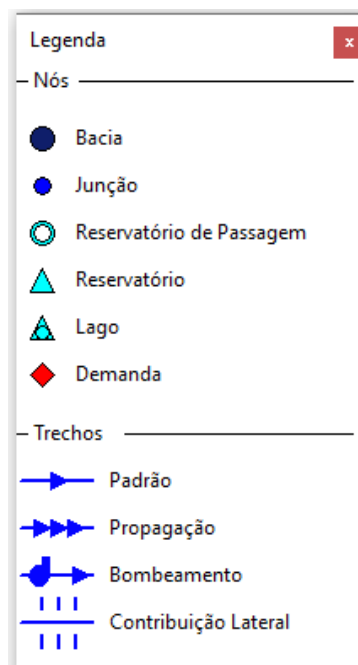 Legenda
x
Nós
Bacia
Junção
Reservatório de Passagem
Reservatório
Lago
Demanda
Trechos
Padrão
Propagação
Bombeamento
Contribuição Lateral